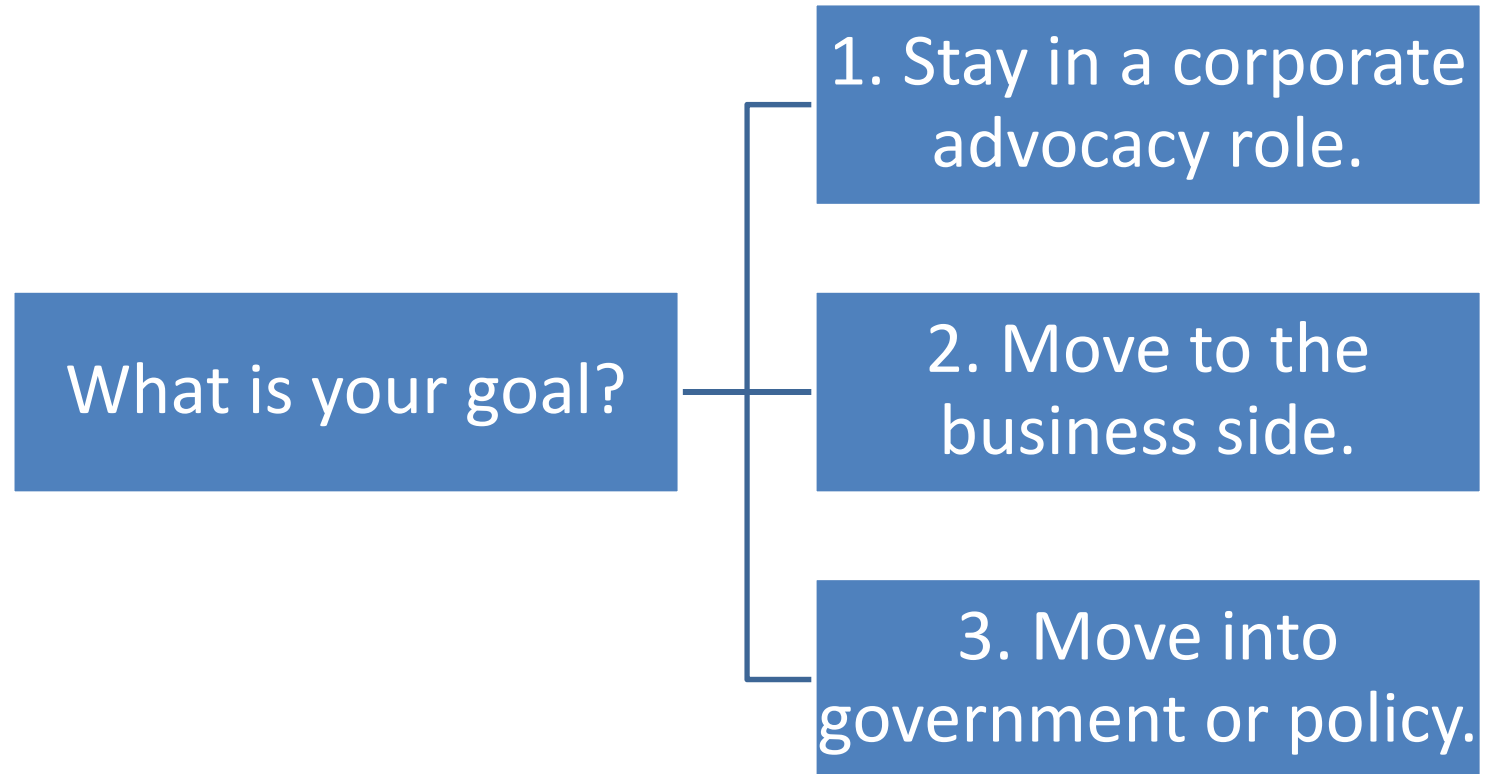 What is your goal?
1. Stay in a corporate
advocacy role.
2. Move to the
business side.
3. Move into
government or policy.